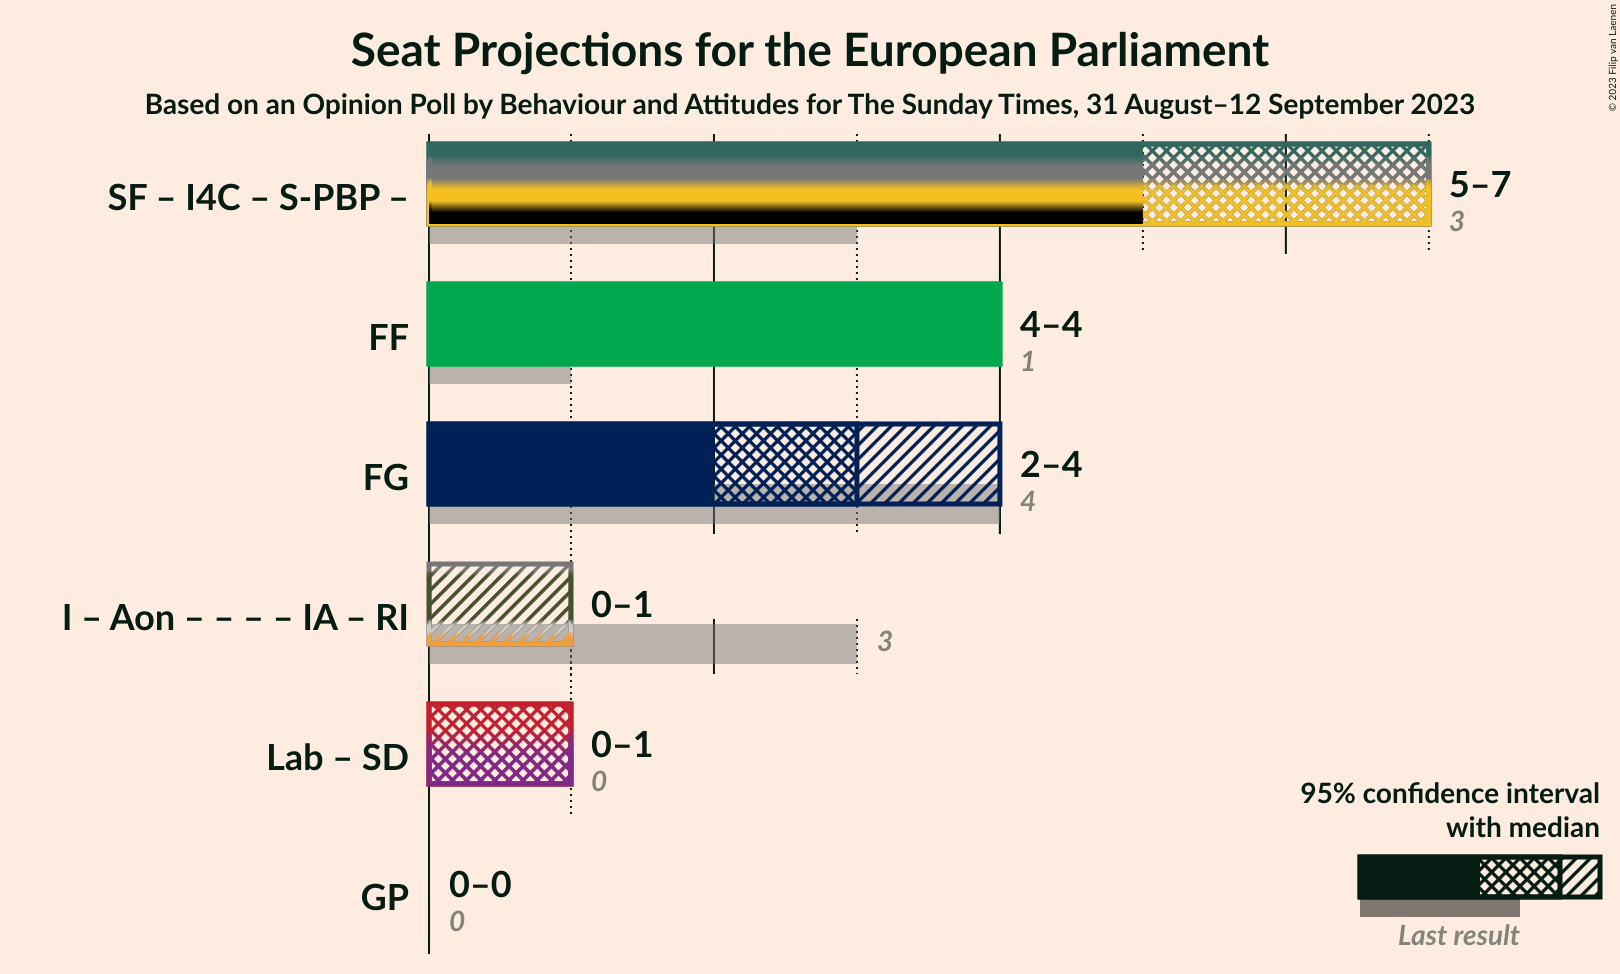 Seat Projections for the European Parliament
Based on an Opinion Poll by Behaviour and Attitudes for The Sunday Times, 31 August–12 September 2023
© 2023 Filip van Laenen
SF – I4C – S-PBP –
5–7
3
FF
4–4
1
FG
2–4
4
I – Aon – – – – IA – RI
0–1
3
Lab – SD
0–1
0
GP
0–0
0
95% confidence interval
with median
Last result